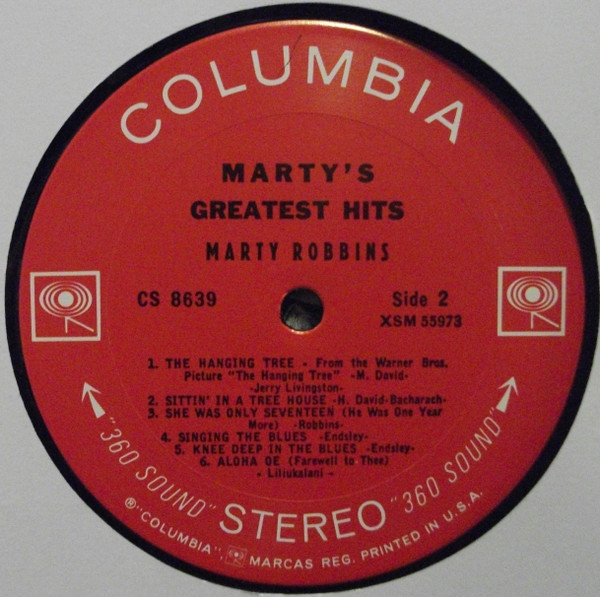 COLUMBIA
MARTY'S
GREATEST HITS
MARTY ROBBINS
CS 8639
Side 2
XSM 55973
1. THE HANGING TREE - From the Warner Bros.
Picture "The Hanging Tree" -M. David-
-Jerry Livingston-
2. SITTIN' IN A TREE HOUSE -H. David-Bacharach-
3. SHE WAS ONLY SEVENTEEN (He Was One Year
More) -Robbins-
4. SINGING THE BLUES -Endsley-
5. KNEE DEEP IN THE BLUES -Endsley-
6. ALOHA OE (Farewell to Thee)
- Liliukalani -
"360 SOUND" STEREO "360 SOUND"
® "COLUMBIA", MARCAS REG. PRINTED IN U.S.A.